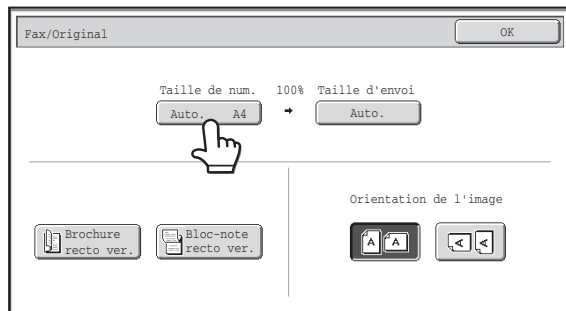 Fax/Original
OK
Taille de num. 100% Taille d'envoi
Auto. A4
Auto.
Orientation de l'image
Brochure
recto ver.
Bloc-note
recto ver.
A A
A A